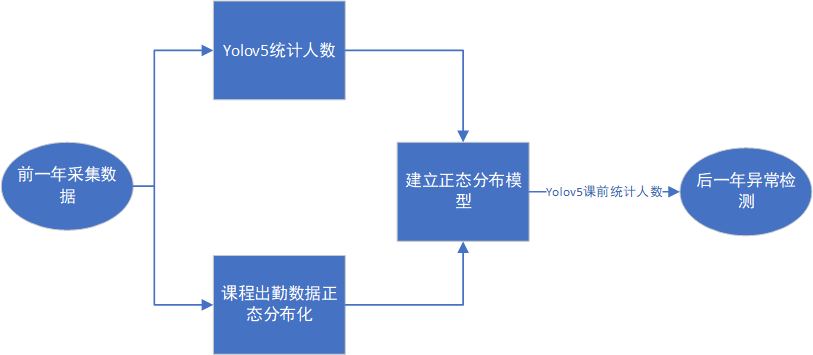 Yolov5统计人数
前一年采集数
据
建立正态分布模
型
Yolov5课前统计人数
后一年异常检
测
课程出勤数据正
态分布化